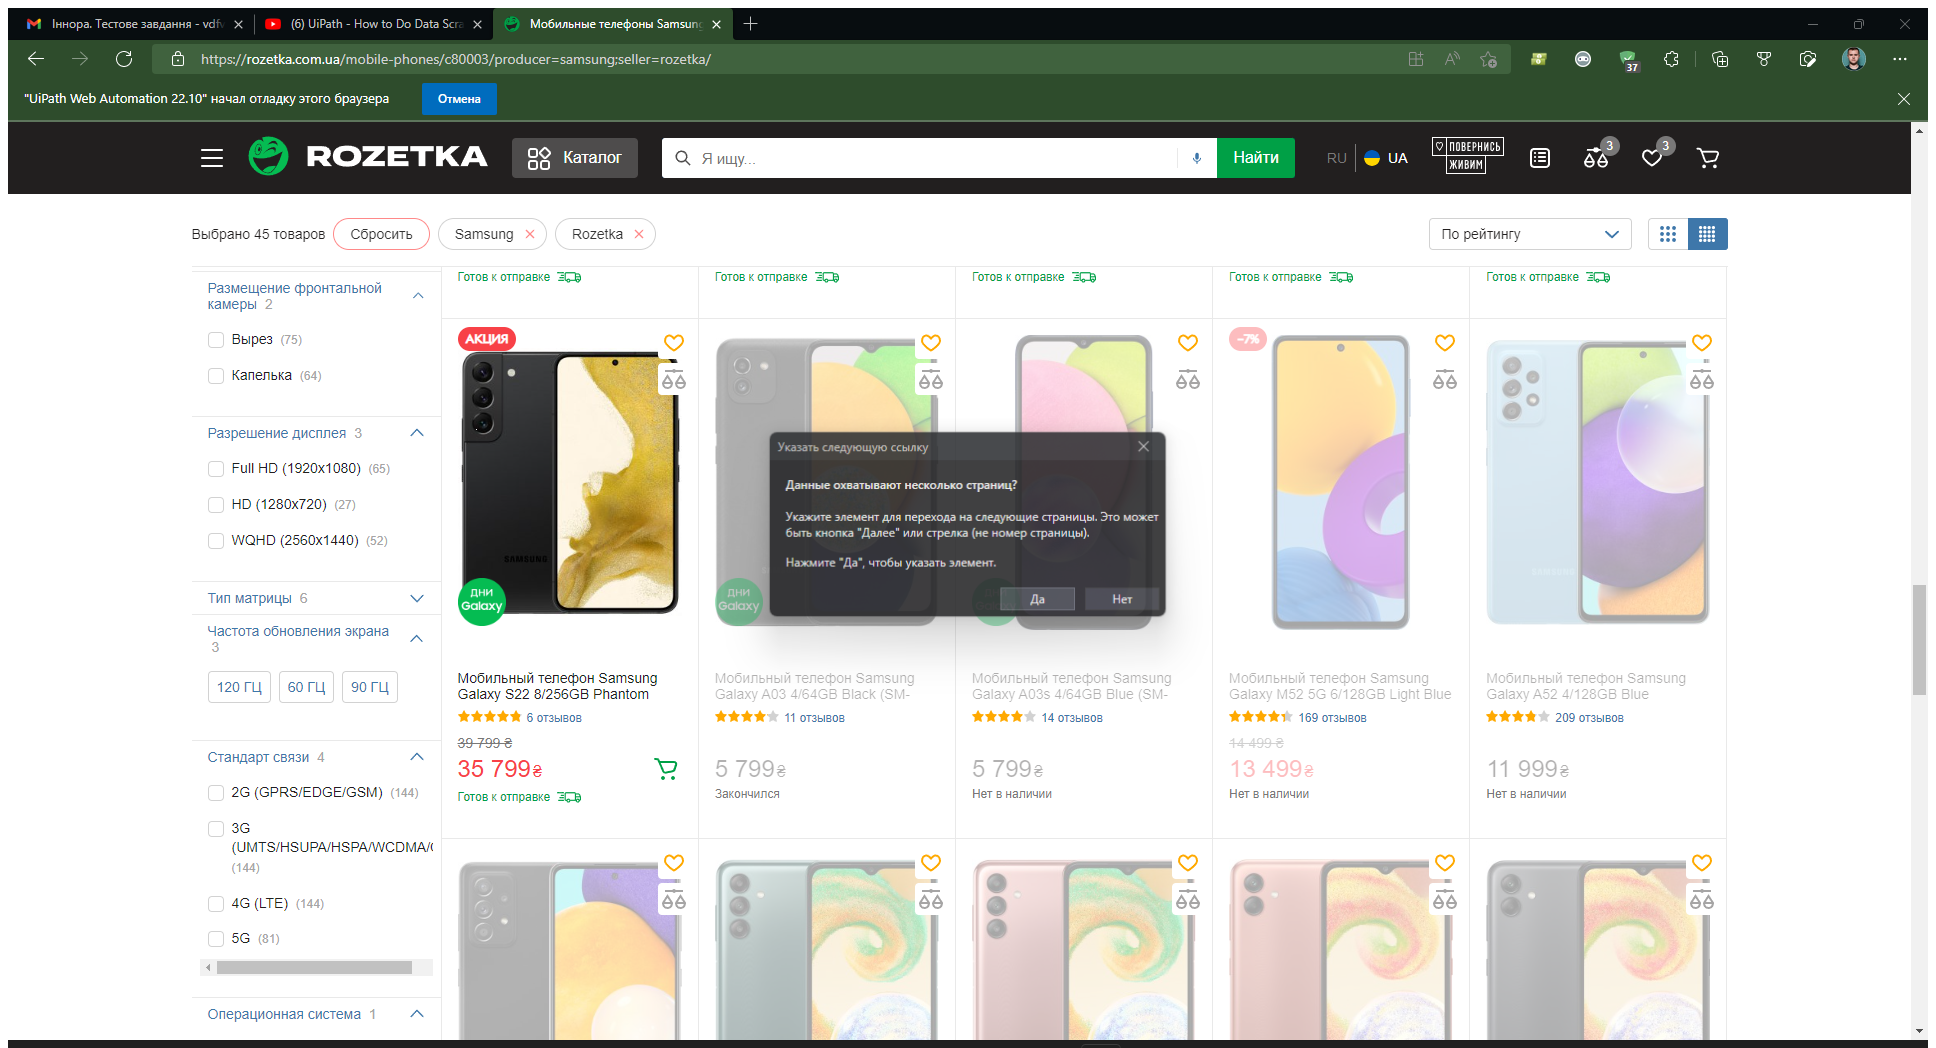 Іннора. Тестове завдання - vdfv
(6) UiPath - How to Do Data Scra
Мобильные телефоны Samsung
https://rozetka.com.ua/mobile-phones/c80003/producer=samsung;seller=rozetka/
37
"UiPath Web Automation 22.10" начал отладку этого браузера
Отмена
ROZETKA
Каталог
Я ищу...
Найти
RU
UA
ПОВЕРНИСЬ
ЖИВИМ
3
3
Выбрано 45 товаров
Сбросить
Samsung
Rozetka
По рейтингу
Размещение фронтальной
камеры 2
Вырез (75)
Капелька (64)
Разрешение дисплея 3
Full HD (1920x1080) (65)
HD (1280x720) (27)
WQHD (2560x1440) (52)
Тип матрицы 6
Частота обновления экрана
3
120 ГЦ
60 ГЦ
90 ГЦ
Стандарт связи 4
2G (GPRS/EDGE/GSM) (144)
3G
(UMTS/HSUPA/HSPA/WCDMA/
(144)
4G (LTE) (144)
5G (81)
Операционная система 1
Готов к отправке
Готов к отправке
Готов к отправке
Готов к отправке
Готов к отправке
АКЦИЯ
SAMSUNG
ДНИ
Galaxy
Мобильный телефон Samsung
Galaxy S22 8/256GB Phantom
6 отзывов
39 799 ₴
35 799₴
Готов к отправке
ДНИ
Galaxy
Мобильный телефон Samsung
Galaxy A03 4/64GB Black (SM-
11 отзывов
5 799₴
Закончился
Мобильный телефон Samsung
Galaxy A03s 4/64GB Blue (SM-
14 отзывов
5 799₴
Нет в наличии
-7%
Мобильный телефон Samsung
Galaxy M52 5G 6/128GB Light Blue
169 отзывов
14 499 ₴
13 499₴
Нет в наличии
SAMSUNG
Мобильный телефон Samsung
Galaxy A52 4/128GB Blue
209 отзывов
11 999₴
Нет в наличии
Указать следующую ссылку
Данные охватывают несколько страниц?
Укажите элемент для перехода на следующие страницы. Это может
быть кнопка "Далее" или стрелка (не номер страницы).
Нажмите "Да", чтобы указать элемент.
Да
Нет